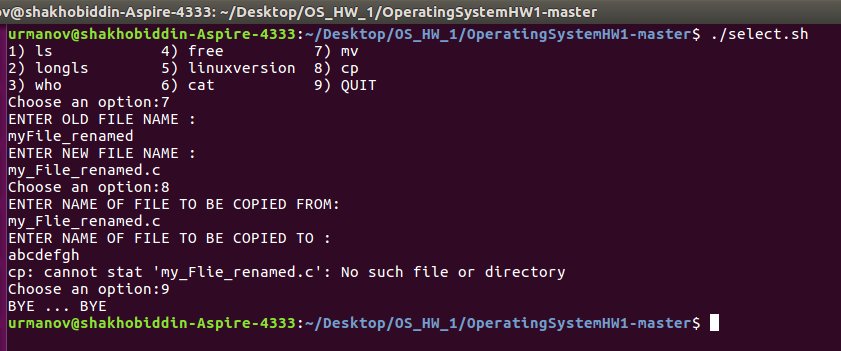 ov@shakhobiddin-Aspire-4333: ~/Desktop/OS_HW_1/OperatingSystemHW1-master
urmanov@shakhobiddin-Aspire-4333:~/Desktop/OS_HW_1/OperatingSystemHW1-master$ ./select.sh
1) ls 4) free 7) mv
2) longls 5) linuxversion 8) cp
3) who 6) cat 9) QUIT
Choose an option:7
ENTER OLD FILE NAME :
myFile_renamed
ENTER NEW FILE NAME :
my_File_renamed.c
Choose an option:8
ENTER NAME OF FILE TO BE COPIED FROM:
my_Flie_renamed.c
ENTER NAME OF FILE TO BE COPIED TO :
abcdefgh
cp: cannot stat 'my_Flie_renamed.c': No such file or directory
Choose an option:9
BYE ... BYE
urmanov@shakhobiddin-Aspire-4333:~/Desktop/OS_HW_1/OperatingSystemHW1-master$